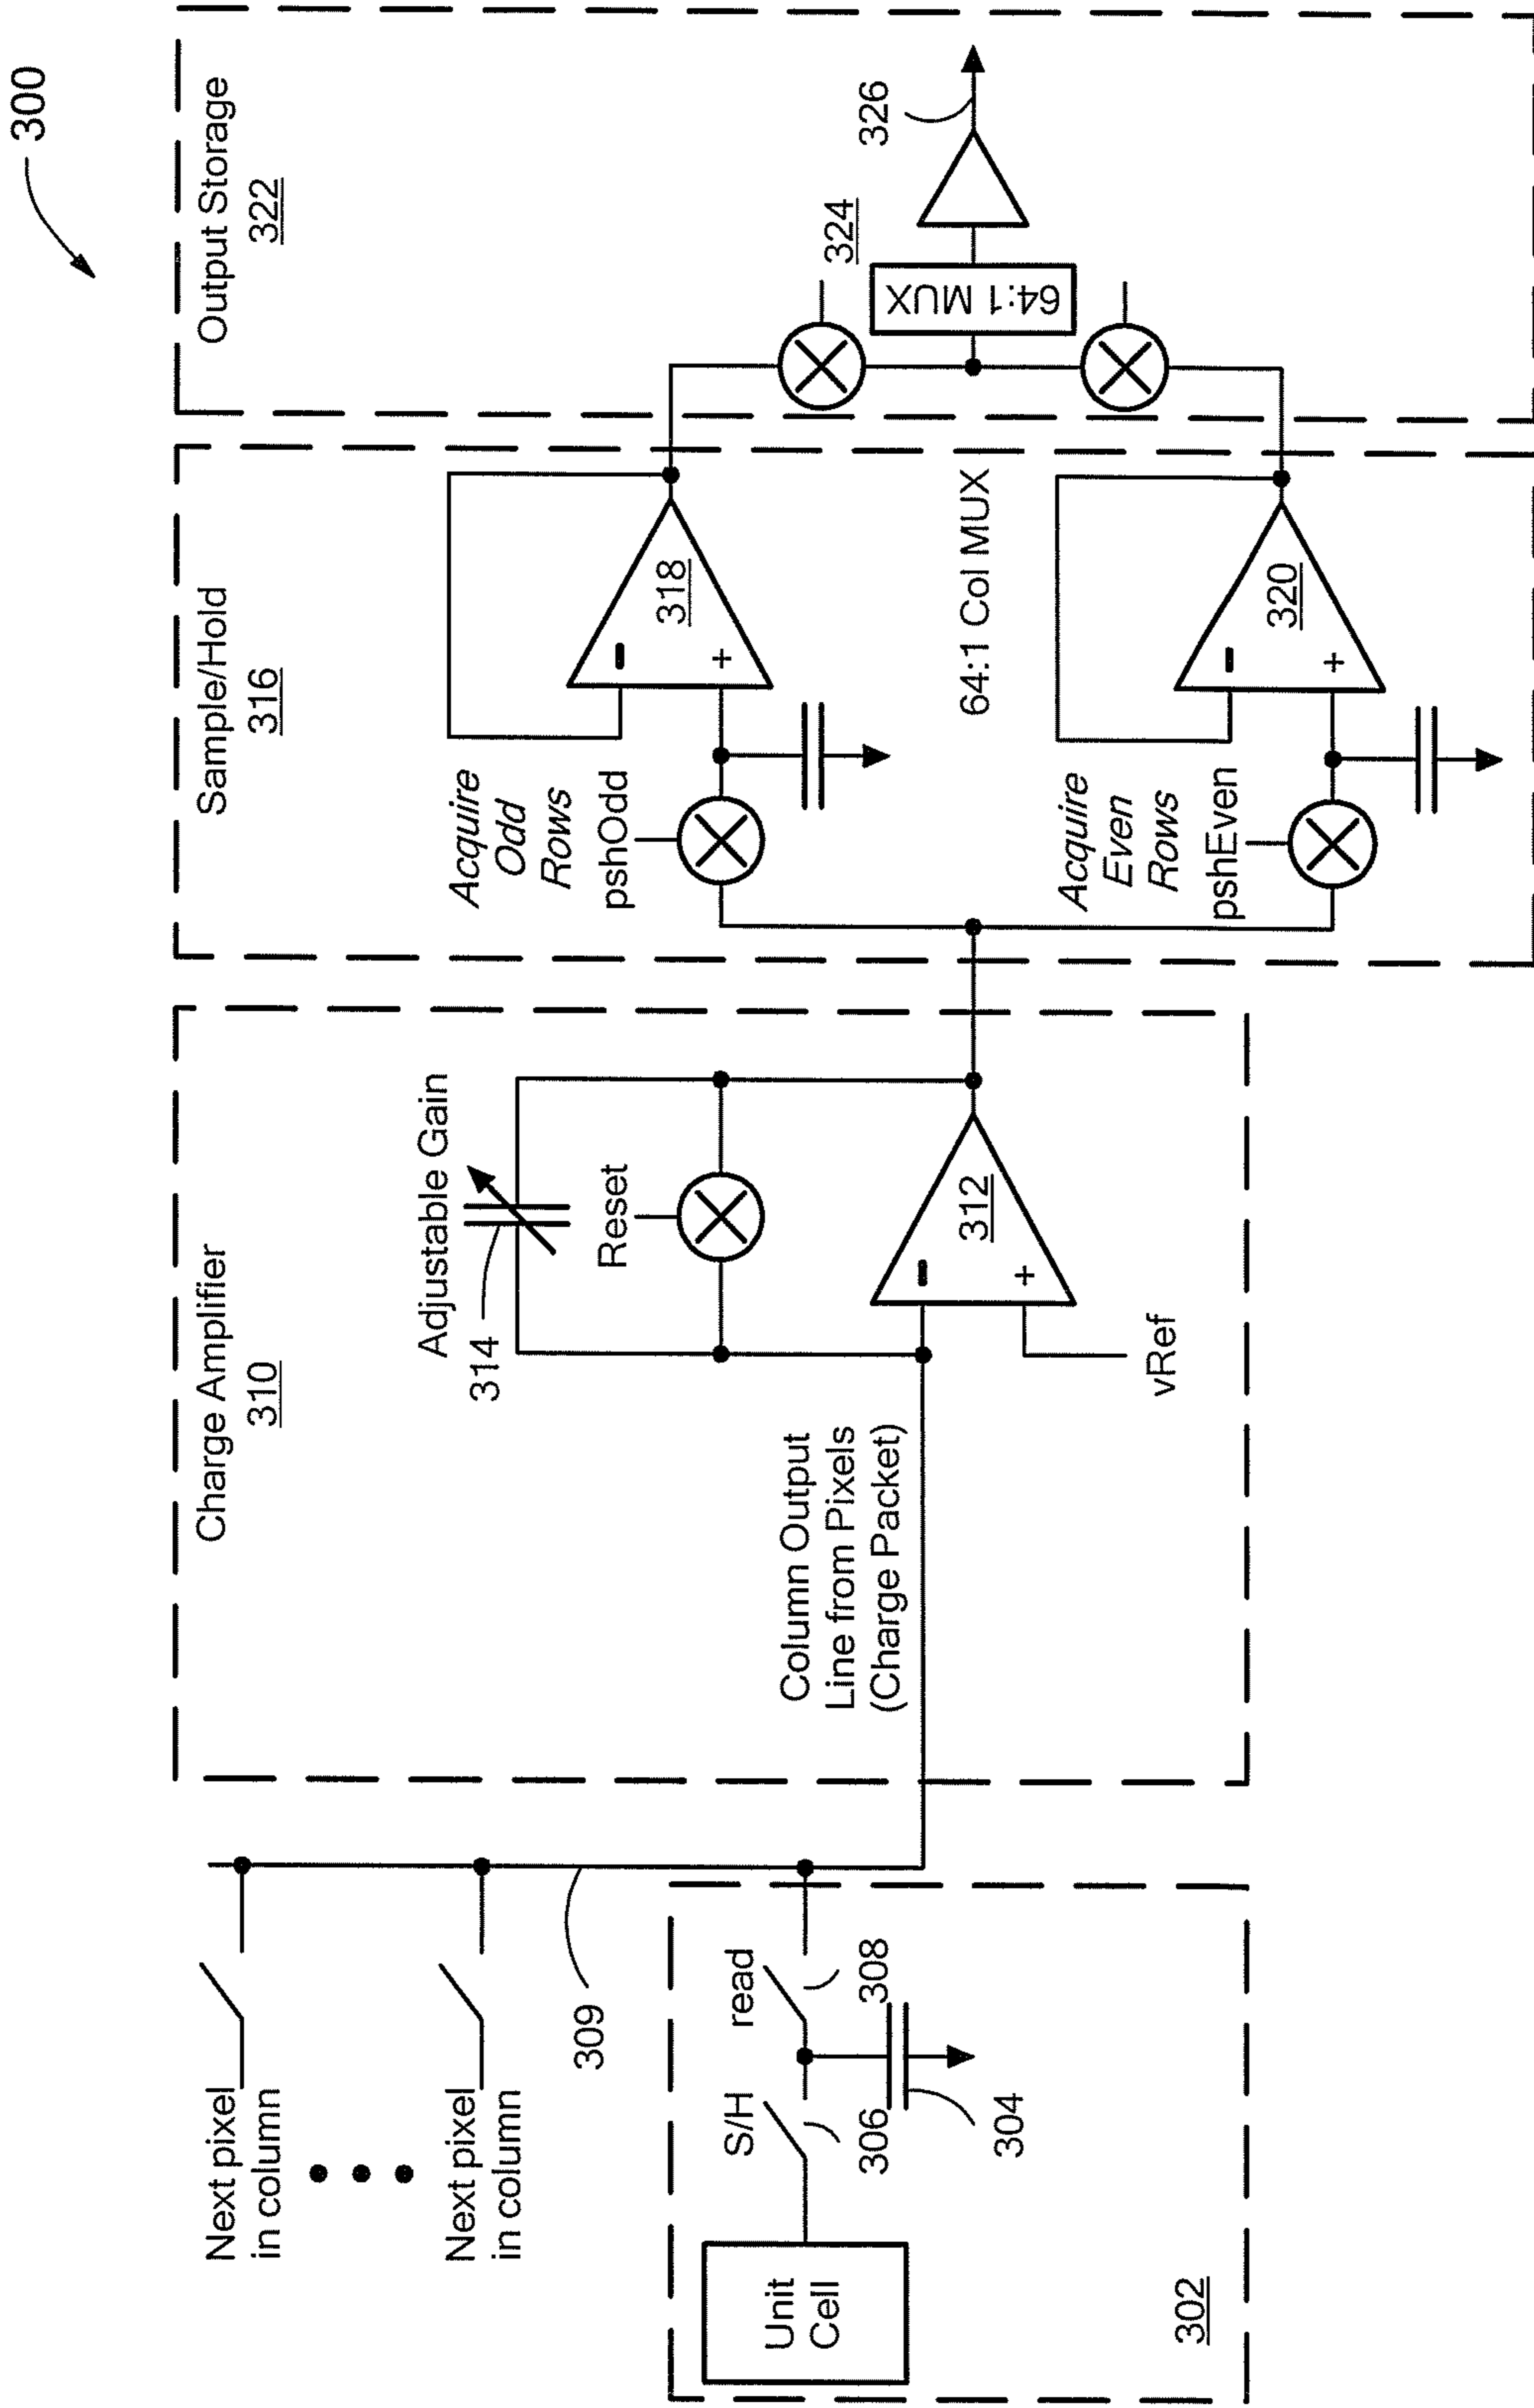 300
Next pixel
in column
Next pixel
in column
309
Unit
Cell
S/H
306
read
308
304
302
Charge Amplifier
310
Adjustable Gain
314
Reset
312
vRef
Column Output
Line from Pixels
(Charge Packet)
Sample/Hold
316
Acquire
Odd
Rows
pshOdd
318
64:1 Col MUX
Acquire
Even
Rows
pshEven
320
Output Storage
322
324
64:1 MUX
326